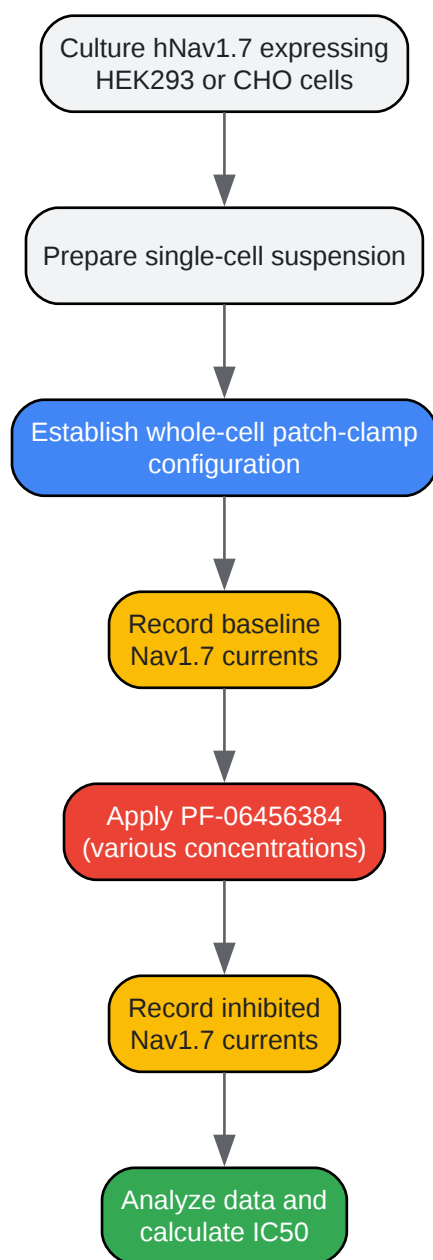 Culture hNav1.7 expressing
HEK293 or CHO cells
Prepare single-cell suspension
Establish whole-cell patch-clamp
configuration
Record baseline
Nav1.7 currents
Apply PF-06456384
(various concentrations)
Record inhibited
Nav1.7 currents
Analyze data and
calculate IC50